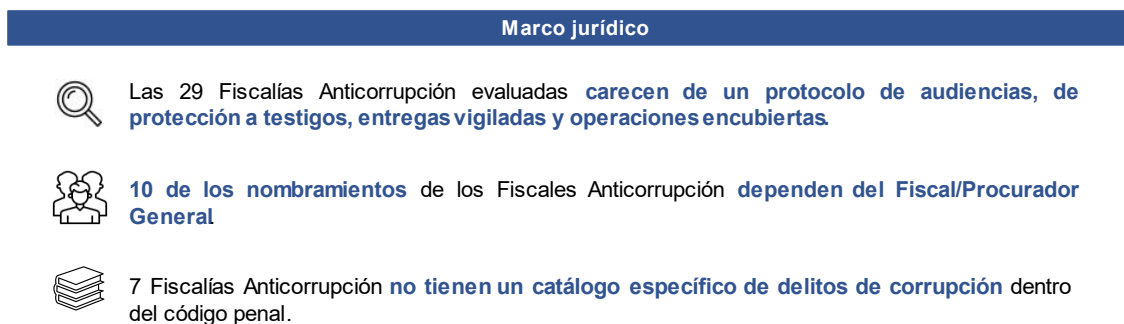 Marco jurídico
Las 29 Fiscalías Anticorrupción evaluadas carecen de un protocolo de audiencias, de
protección a testigos, entregas vigiladas y operaciones encubiertas.
10 de los nombramientos de los Fiscales Anticorrupción dependen del Fiscal/Procurador
General.
7 Fiscalías Anticorrupción no tienen un catálogo específico de delitos de corrupción dentro
del código penal.